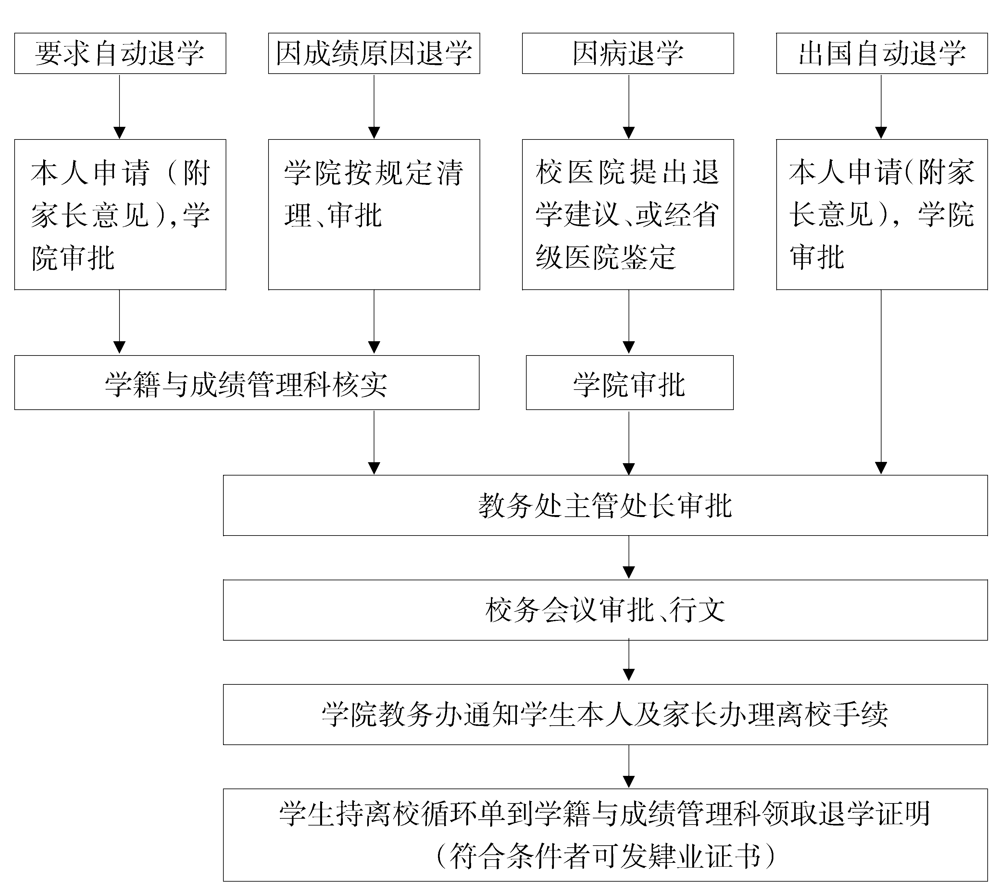 要求自动退学
因成绩原因退学
因病退学
出国自动退学
本人申请（附
家长意见），学
院审批
学院按规定清
理、审批
校医院提出退
学建议、或经省
级医院鉴定
本人申请（附家
长意见），学院
审批
学籍与成绩管理科核实
学院审批
教务处主管处长审批
校务会议审批、行文
学院教务办通知学生本人及家长办理离校手续
学生持离校循环单到学籍与成绩管理科领取退学证明
（符合条件者可发肄业证书）